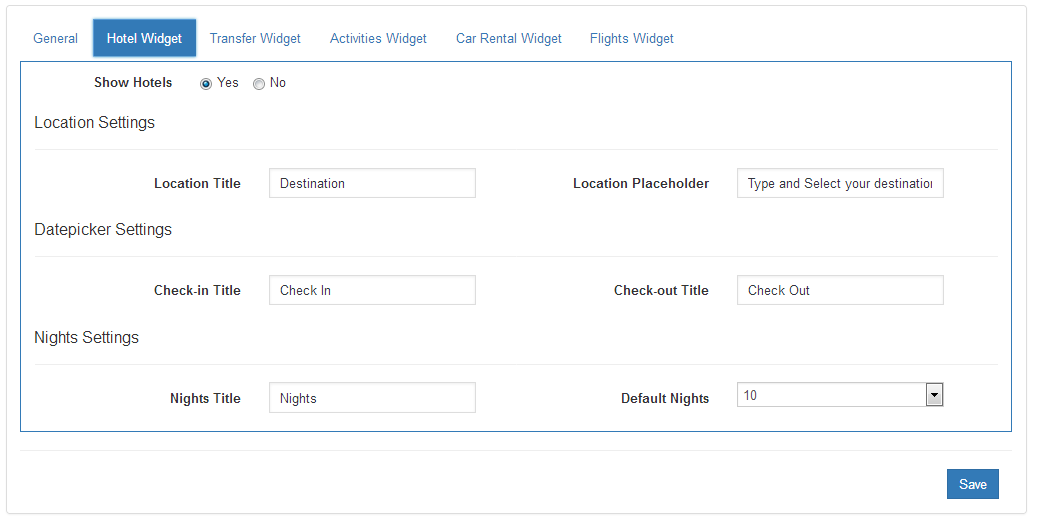 General Hotel Widget Transfer Widget Activities Widget Car Rental Widget Flights Widget
Show Hotels Yes No
Location Settings
Location Title Destination Location Placeholder Type and Select your destination
Datepicker Settings
Check-in Title Check In Check-out Title Check Out
Nights Settings
Nights Title Nights Default Nights 10
Save